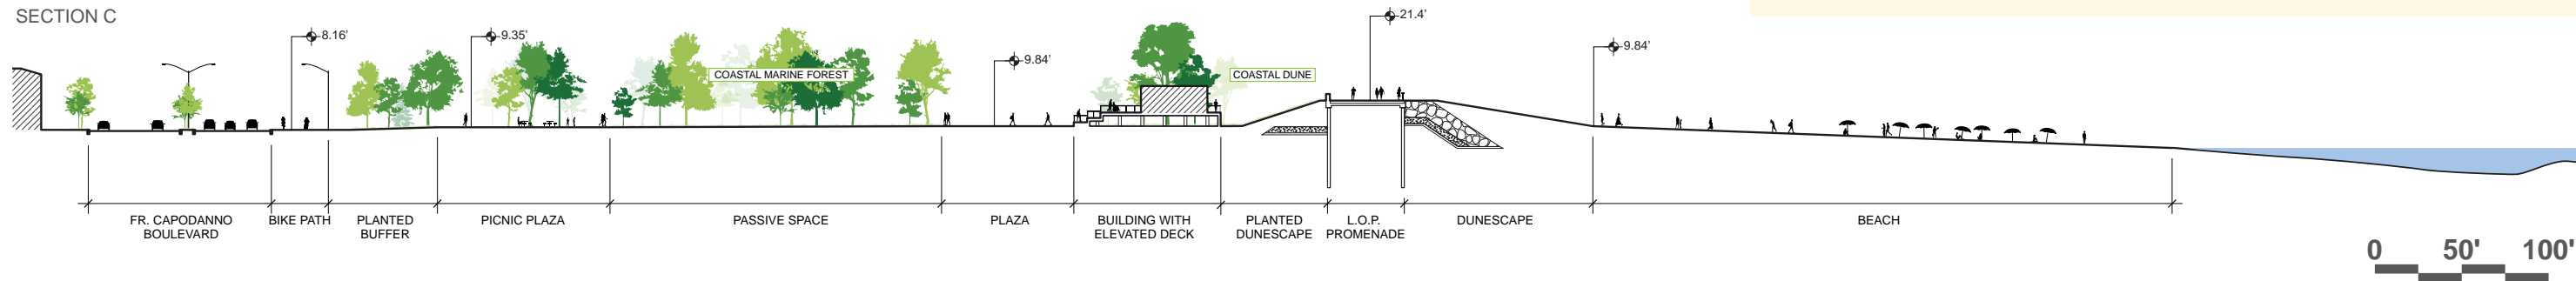 SECTION C
8.16'
9.35'
9.84'
21.4'
9.84'
COASTAL MARINE FOREST
COASTAL DUNE
FR. CAPODANNO
BOULEVARD
BIKE PATH
PLANTED
BUFFER
PICNIC PLAZA
PASSIVE SPACE
PLAZA
BUILDING WITH
ELEVATED DECK
PLANTED
DUNESCAPE
L.O.P.
PROMENADE
DUNESCAPE
BEACH
0 50' 100'